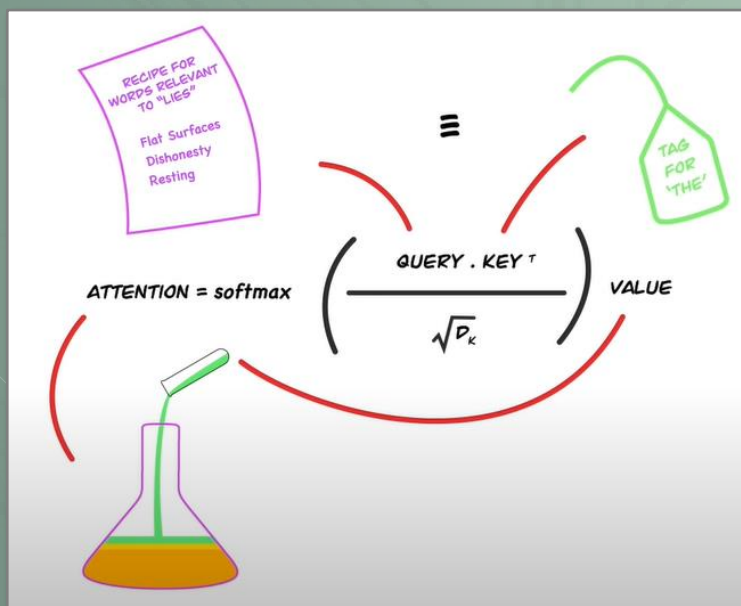 RECIPE FOR
WORDS RELEVANT
TO "LIES"
Flat Surfaces
Dishonesty
Resting
≡
TAG
FOR
'THE'
ATTENTION = softmax
QUERY . KEY ᵀ
√Dₖ
VALUE